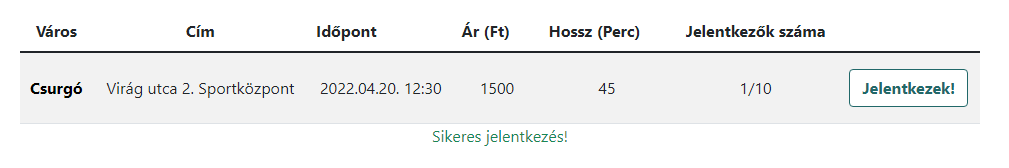 Város Cím Időpont Ár (Ft) Hossz (Perc) Jelentkezők száma
Csurgó Virág utca 2. Sportközpont 2022.04.20. 12:30 1500 45 1/10 Jelentkezek!
Sikeres jelentkezés!